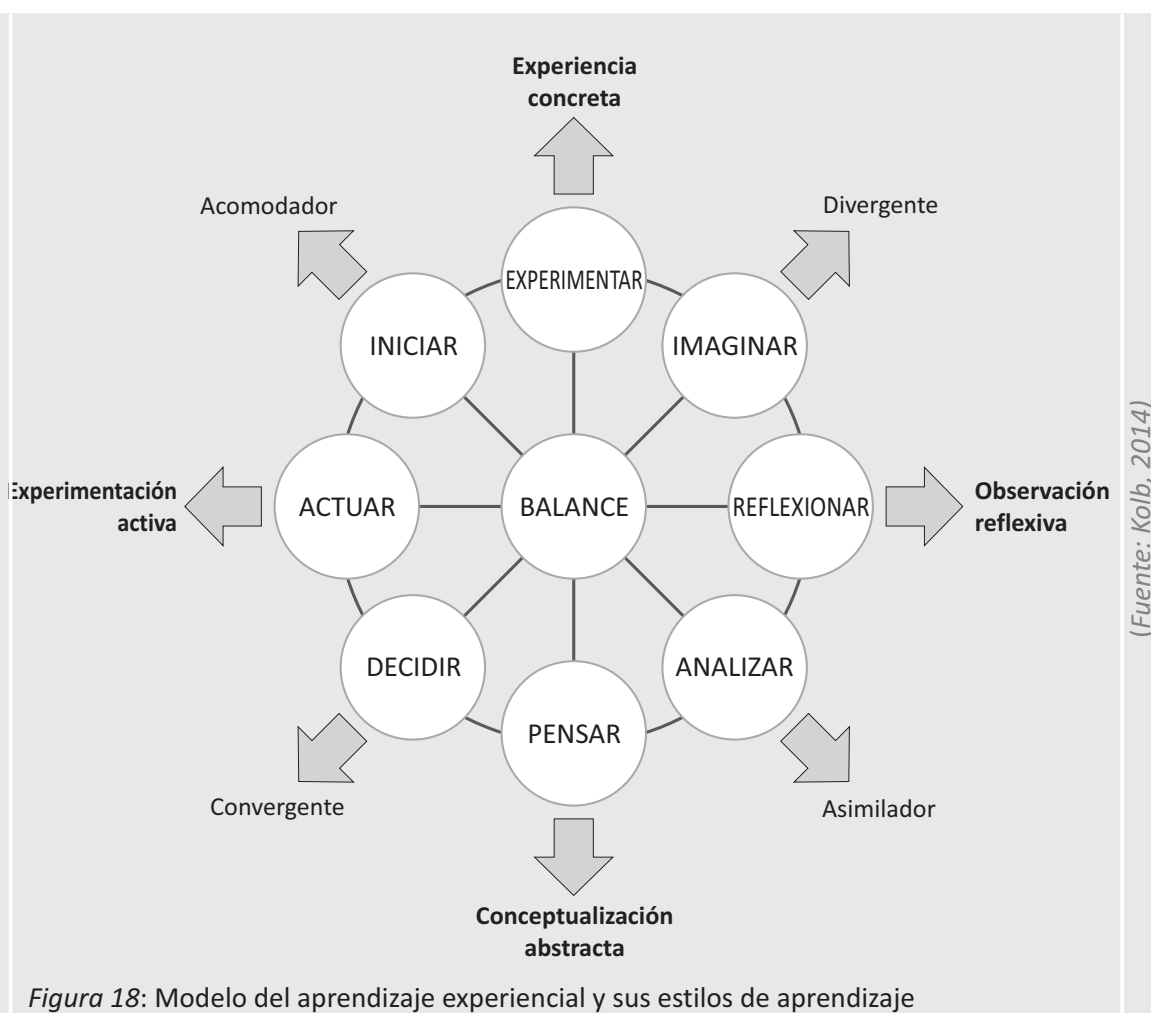 Experiencia
concreta
Acomodador
Divergente
EXPERIMENTAR
INICIAR
IMAGINAR
Experimentación
activa
ACTUAR
BALANCE
REFLEXIONAR
Observación
reflexiva
DECIDIR
ANALIZAR
PENSAR
Convergente
Asimilador
Conceptualización
abstracta
(Fuente: Kolb, 2014)
Figura 18: Modelo del aprendizaje experiencial y sus estilos de aprendizaje